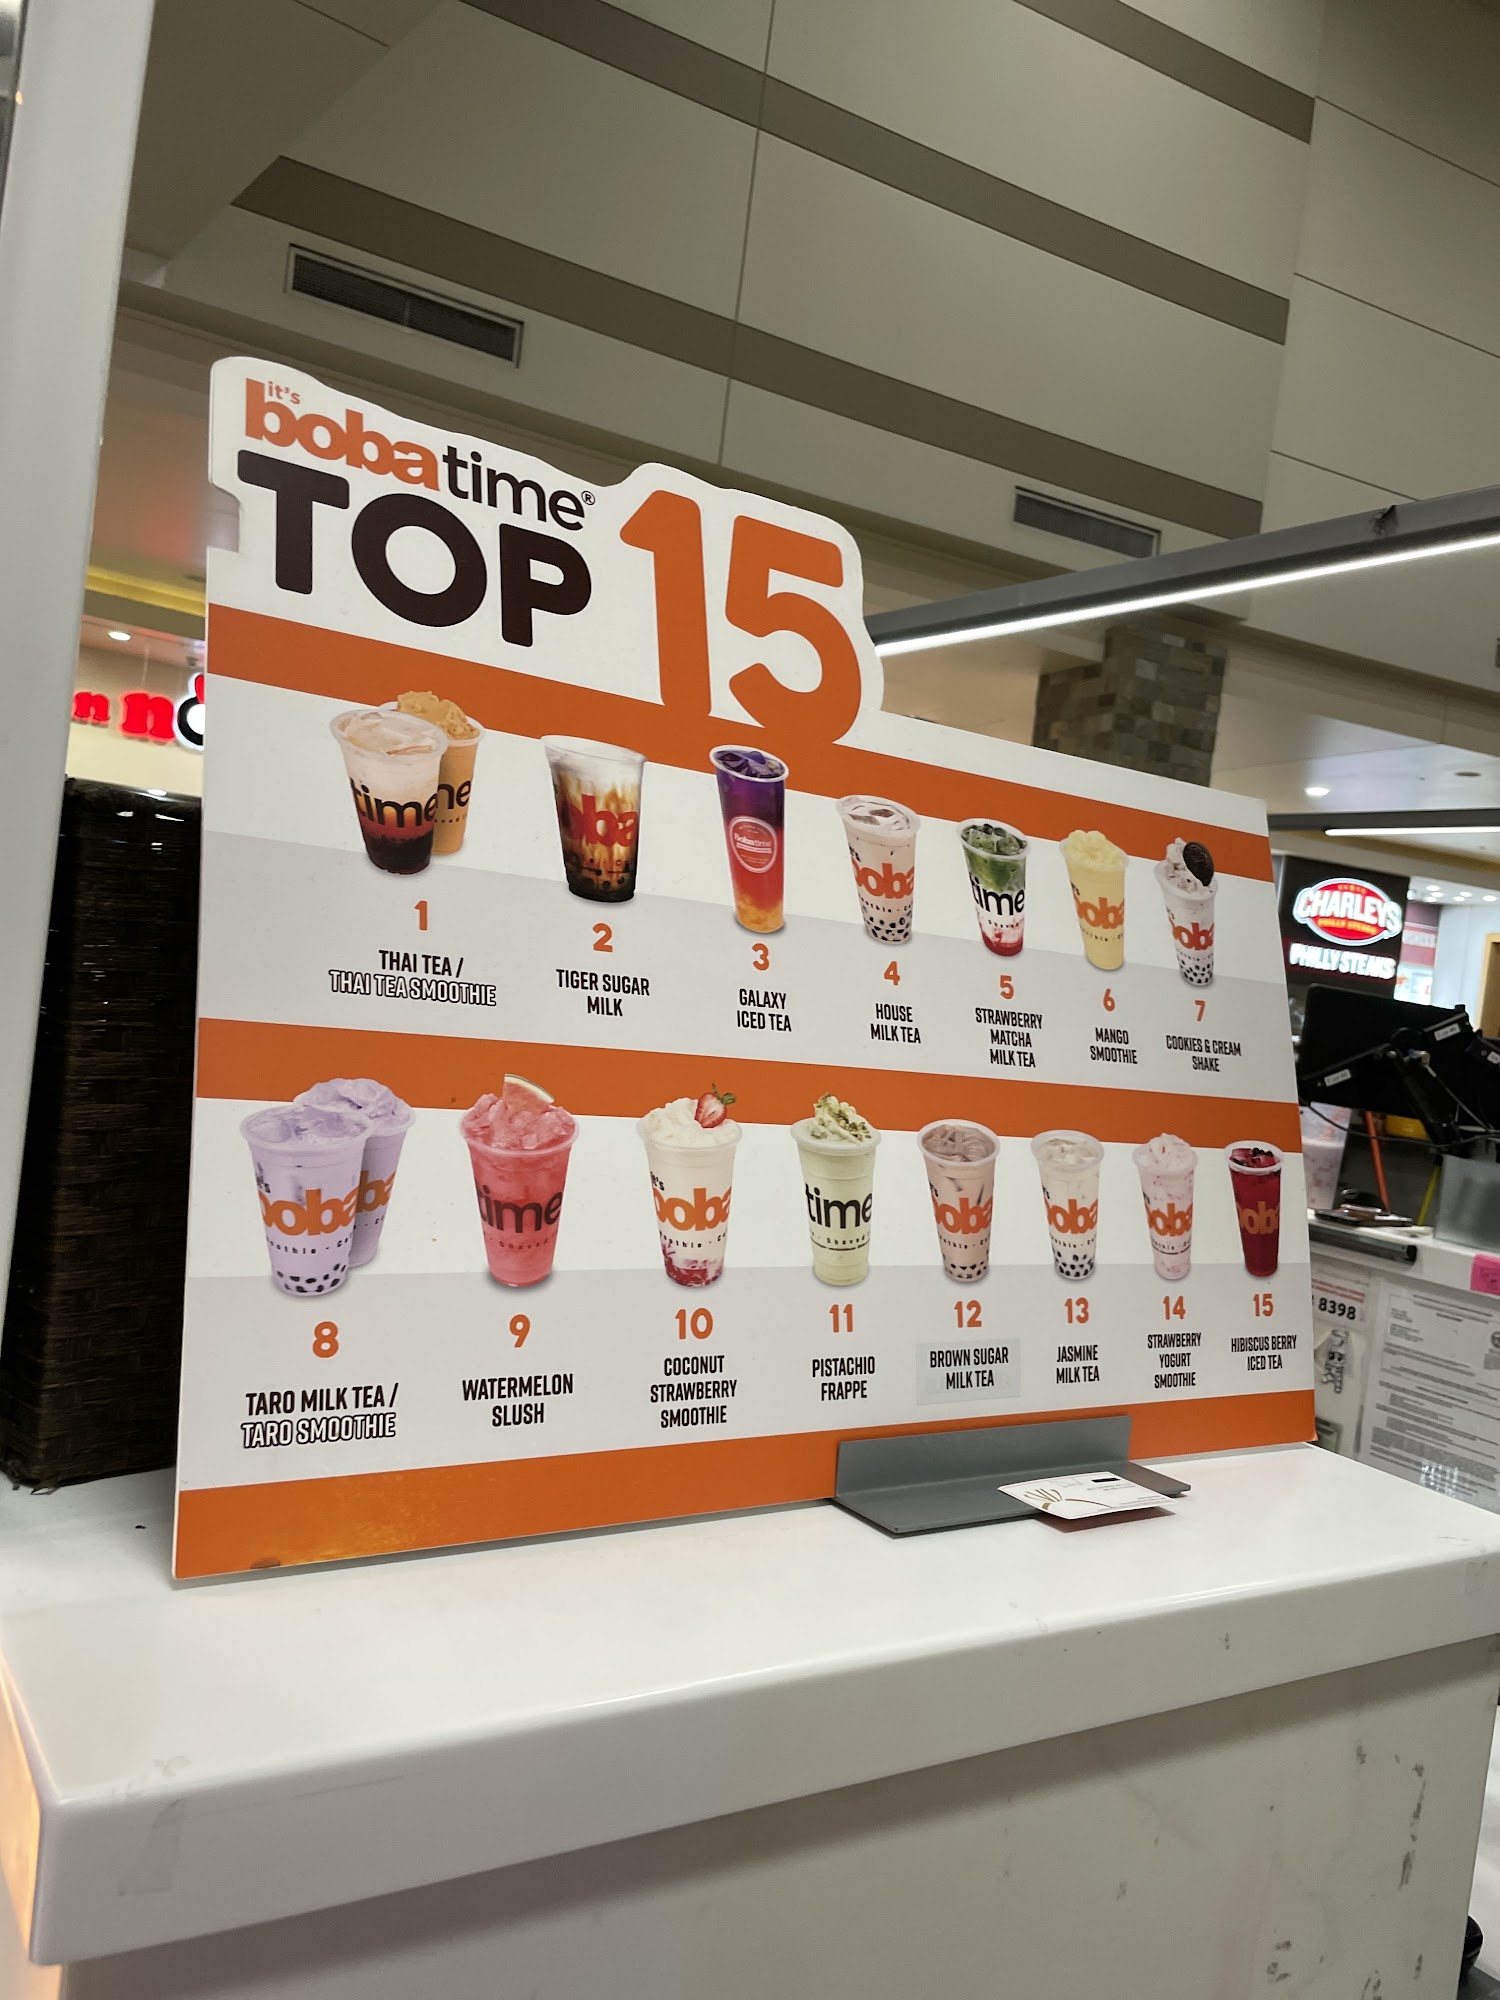 it's
bobatime®
TOP 15
1
THAI TEA /
THAI TEA SMOOTHIE
2
TIGER SUGAR
MILK
3
GALAXY
ICED TEA
4
HOUSE
MILK TEA
5
STRAWBERRY
MATCHA
MILK TEA
6
MANGO
SMOOTHIE
7
COOKIES & CREAM
SHAKE
8
TARO MILK TEA /
TARO SMOOTHIE
9
WATERMELON
SLUSH
10
COCONUT
STRAWBERRY
SMOOTHIE
11
PISTACHIO
FRAPPE
12
BROWN SUGAR
MILK TEA
13
JASMINE
MILK TEA
14
STRAWBERRY
YOGURT
SMOOTHIE
15
HIBISCUS BERRY
ICED TEA
CHARLEYS
PHILLY STEAKS
8398